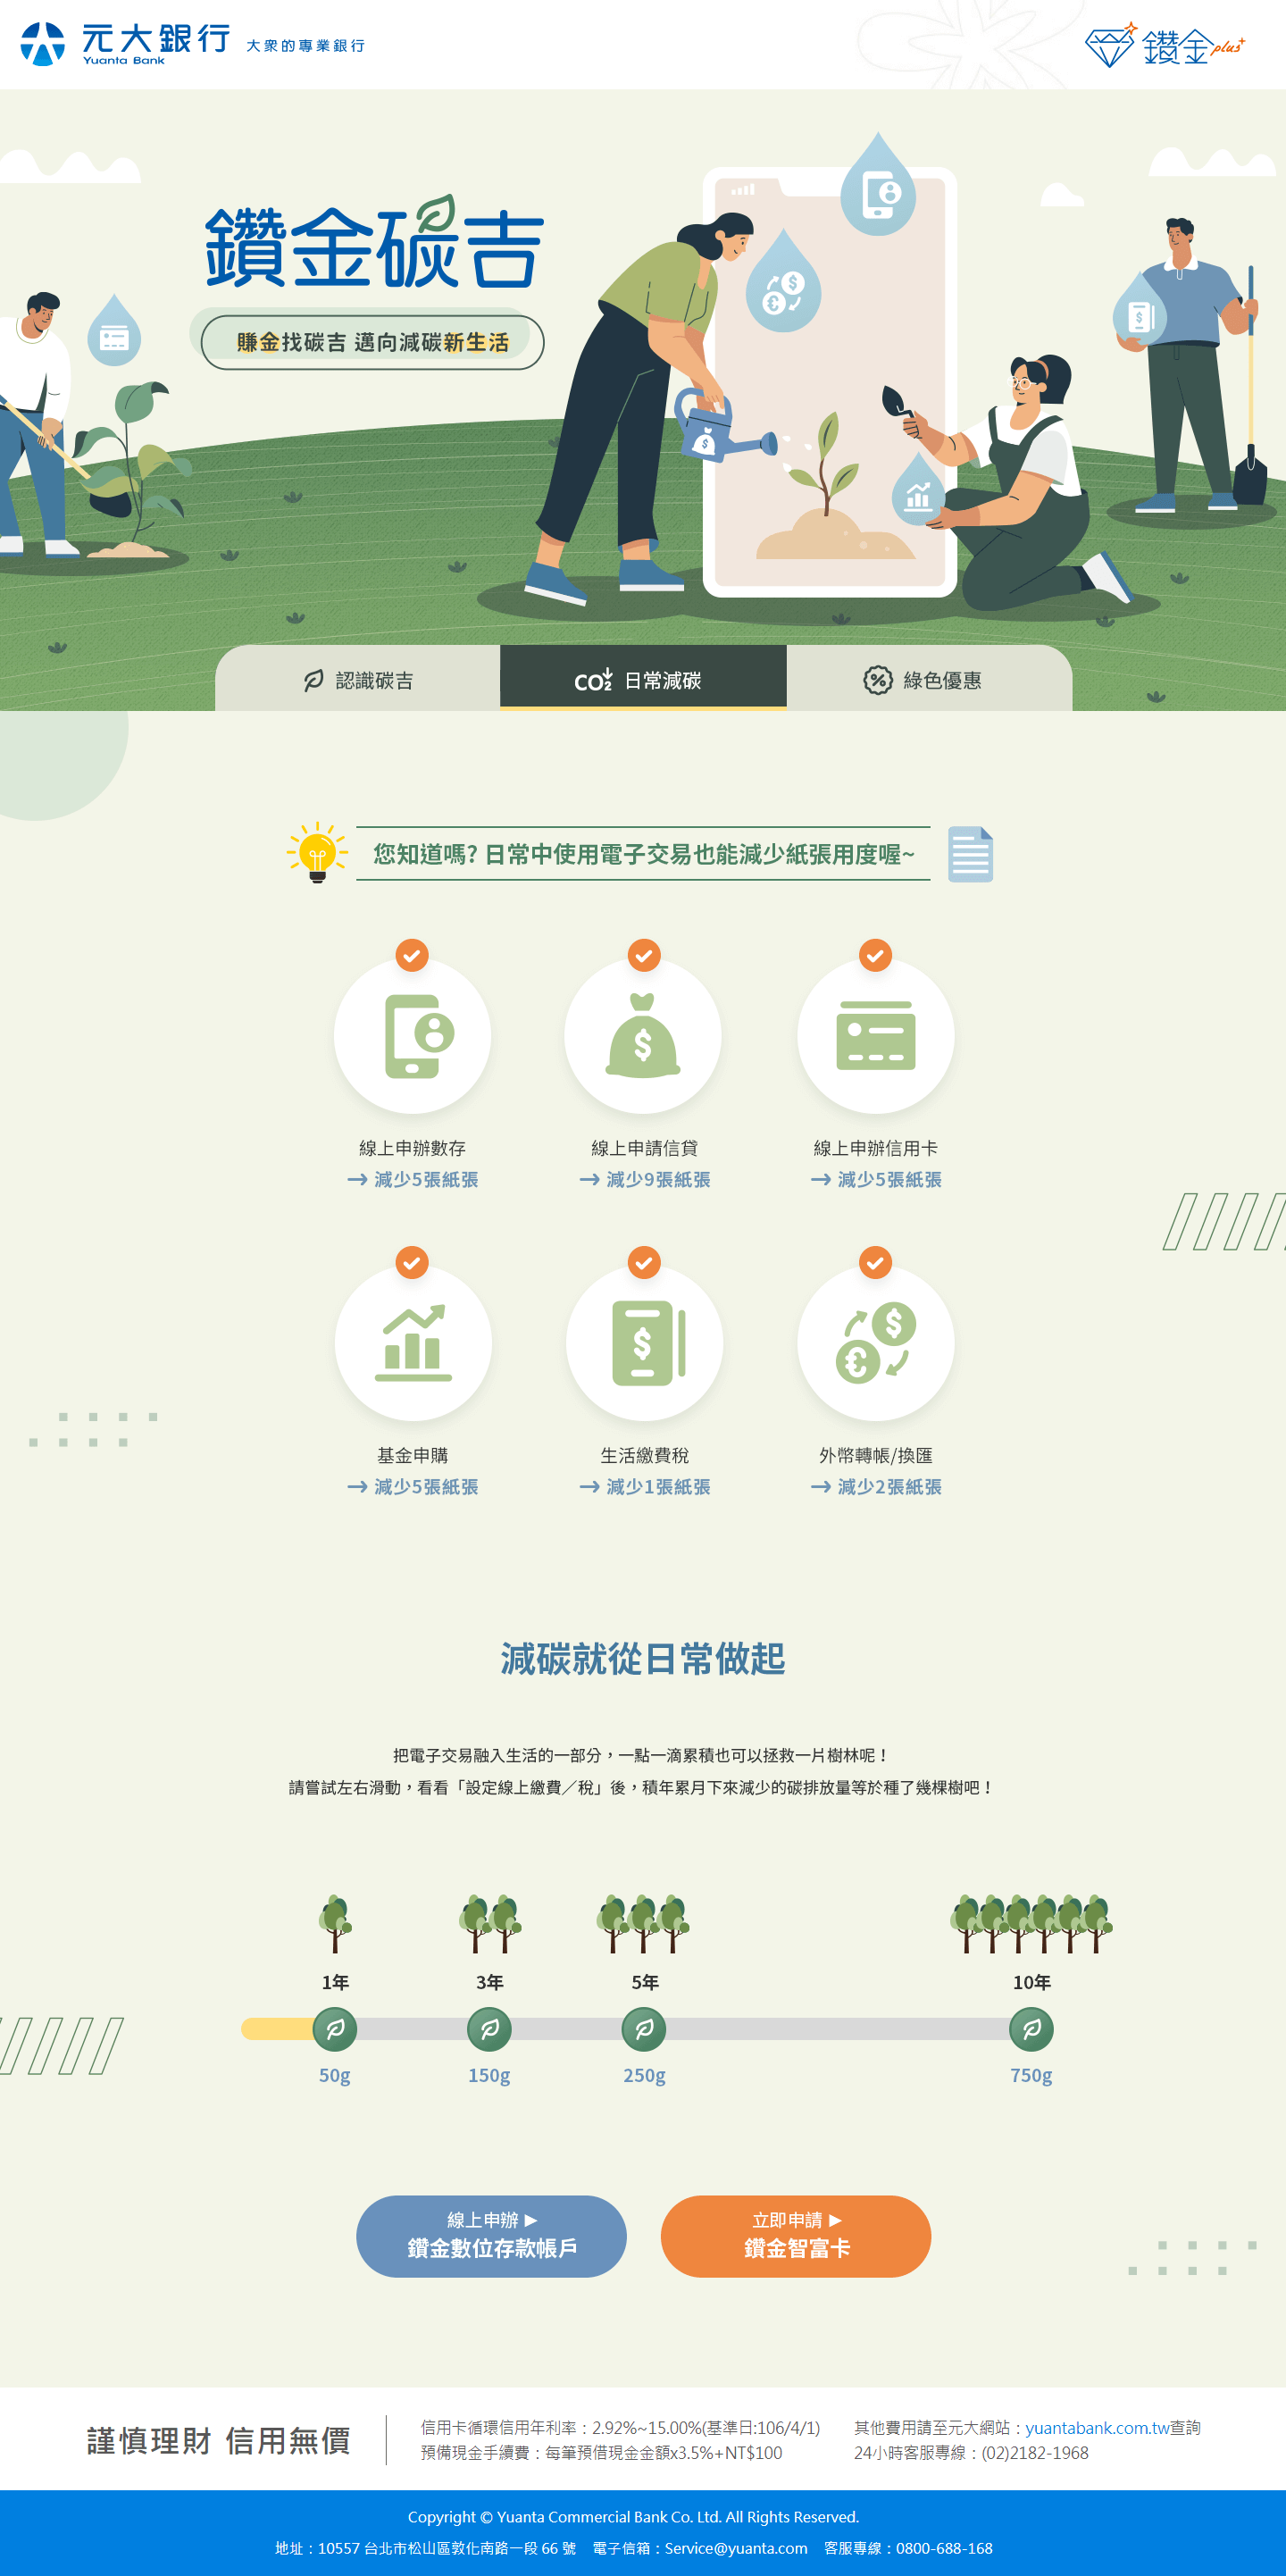 元大銀行 大眾的專業銀行
Yuanta Bank
鑽金plus
鑽金碳吉
賺金找碳吉 邁向減碳新生活
認識碳吉
CO2 日常減碳
綠色優惠
您知道嗎? 日常中使用電子交易也能減少紙張用度喔~
線上申辦數存
→ 減少5張紙張
線上申請信貸
→ 減少9張紙張
線上申辦信用卡
→ 減少5張紙張
基金申購
→ 減少5張紙張
生活繳費稅
→ 減少1張紙張
外幣轉帳/換匯
→ 減少2張紙張
減碳就從日常做起
把電子交易融入生活的一部分，一點一滴累積也可以拯救一片樹林呢！
請嘗試左右滑動，看看「設定線上繳費／稅」後，積年累月下來減少的碳排放量等於種了幾棵樹吧！
1年 3年 5年 10年
50g 150g 250g 750g
線上申辦 ▶
鑽金數位存款帳戶
立即申請 ▶
鑽金智富卡
謹慎理財 信用無價
信用卡循環信用年利率：2.92%~15.00%(基準日:106/4/1)
預備現金手續費：每筆預借現金金額x3.5%+NT$100
其他費用請至元大網站：yuantabank.com.tw查詢
24小時客服專線：(02)2182-1968
Copyright © Yuanta Commercial Bank Co. Ltd. All Rights Reserved.
地址：10557 台北市松山區敦化南路一段 66 號 電子信箱：Service@yuanta.com 客服專線：0800-688-168